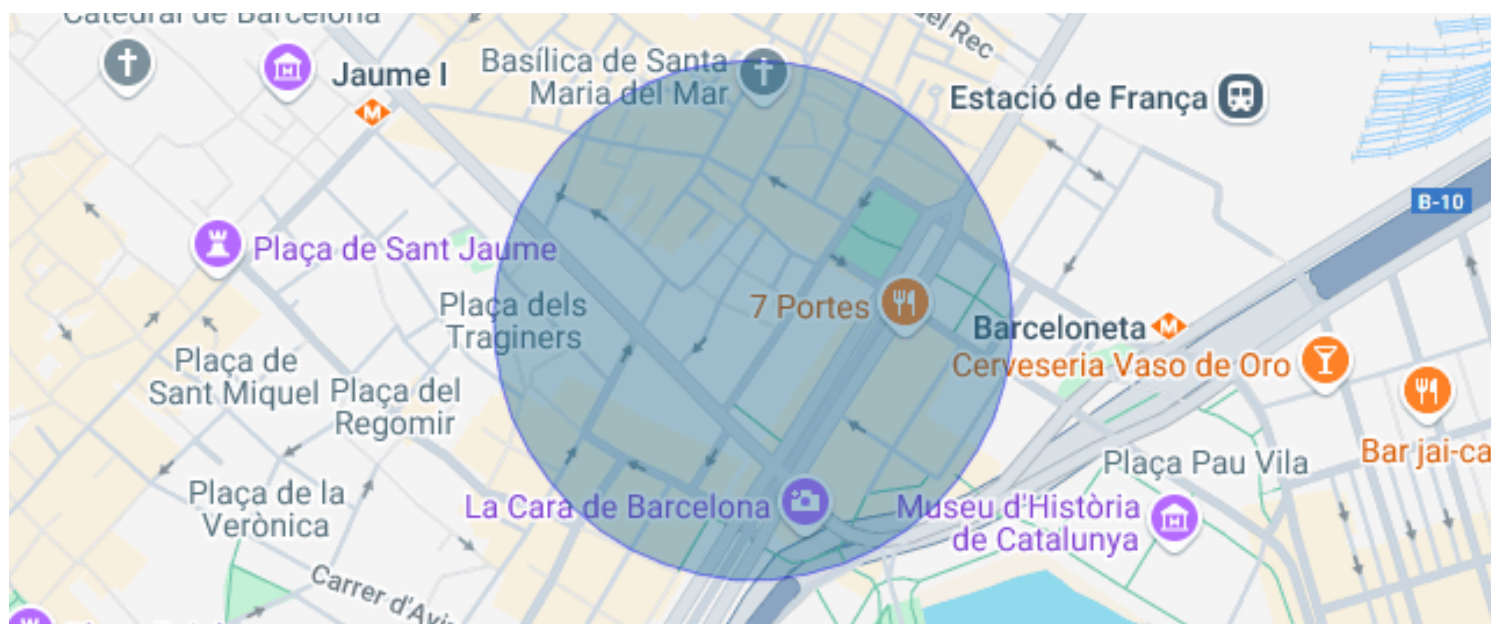 Catedral de Barcelona
Jaume I
Basílica de Santa
Maria del Mar
del Rec
Estació de França
B-10
Plaça de Sant Jaume
Plaça dels
Traginers
7 Portes
Barceloneta
Cerveseria Vaso de Oro
Plaça de
Sant Miquel
Plaça del
Regomir
Bar jai-ca
Plaça Pau Vila
Plaça de la
Verònica
La Cara de Barcelona
Museu d'Història
de Catalunya
Carrer d'Avi